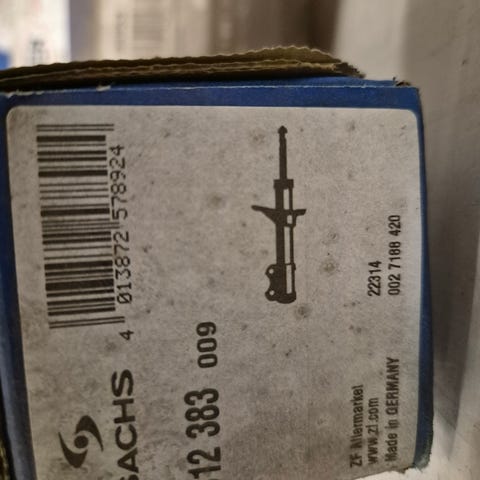 4 013872 578924
SACHS
312 383 009
22314
002 7188 420
ZF Aftermarket
www.zf.com
Made in GERMANY